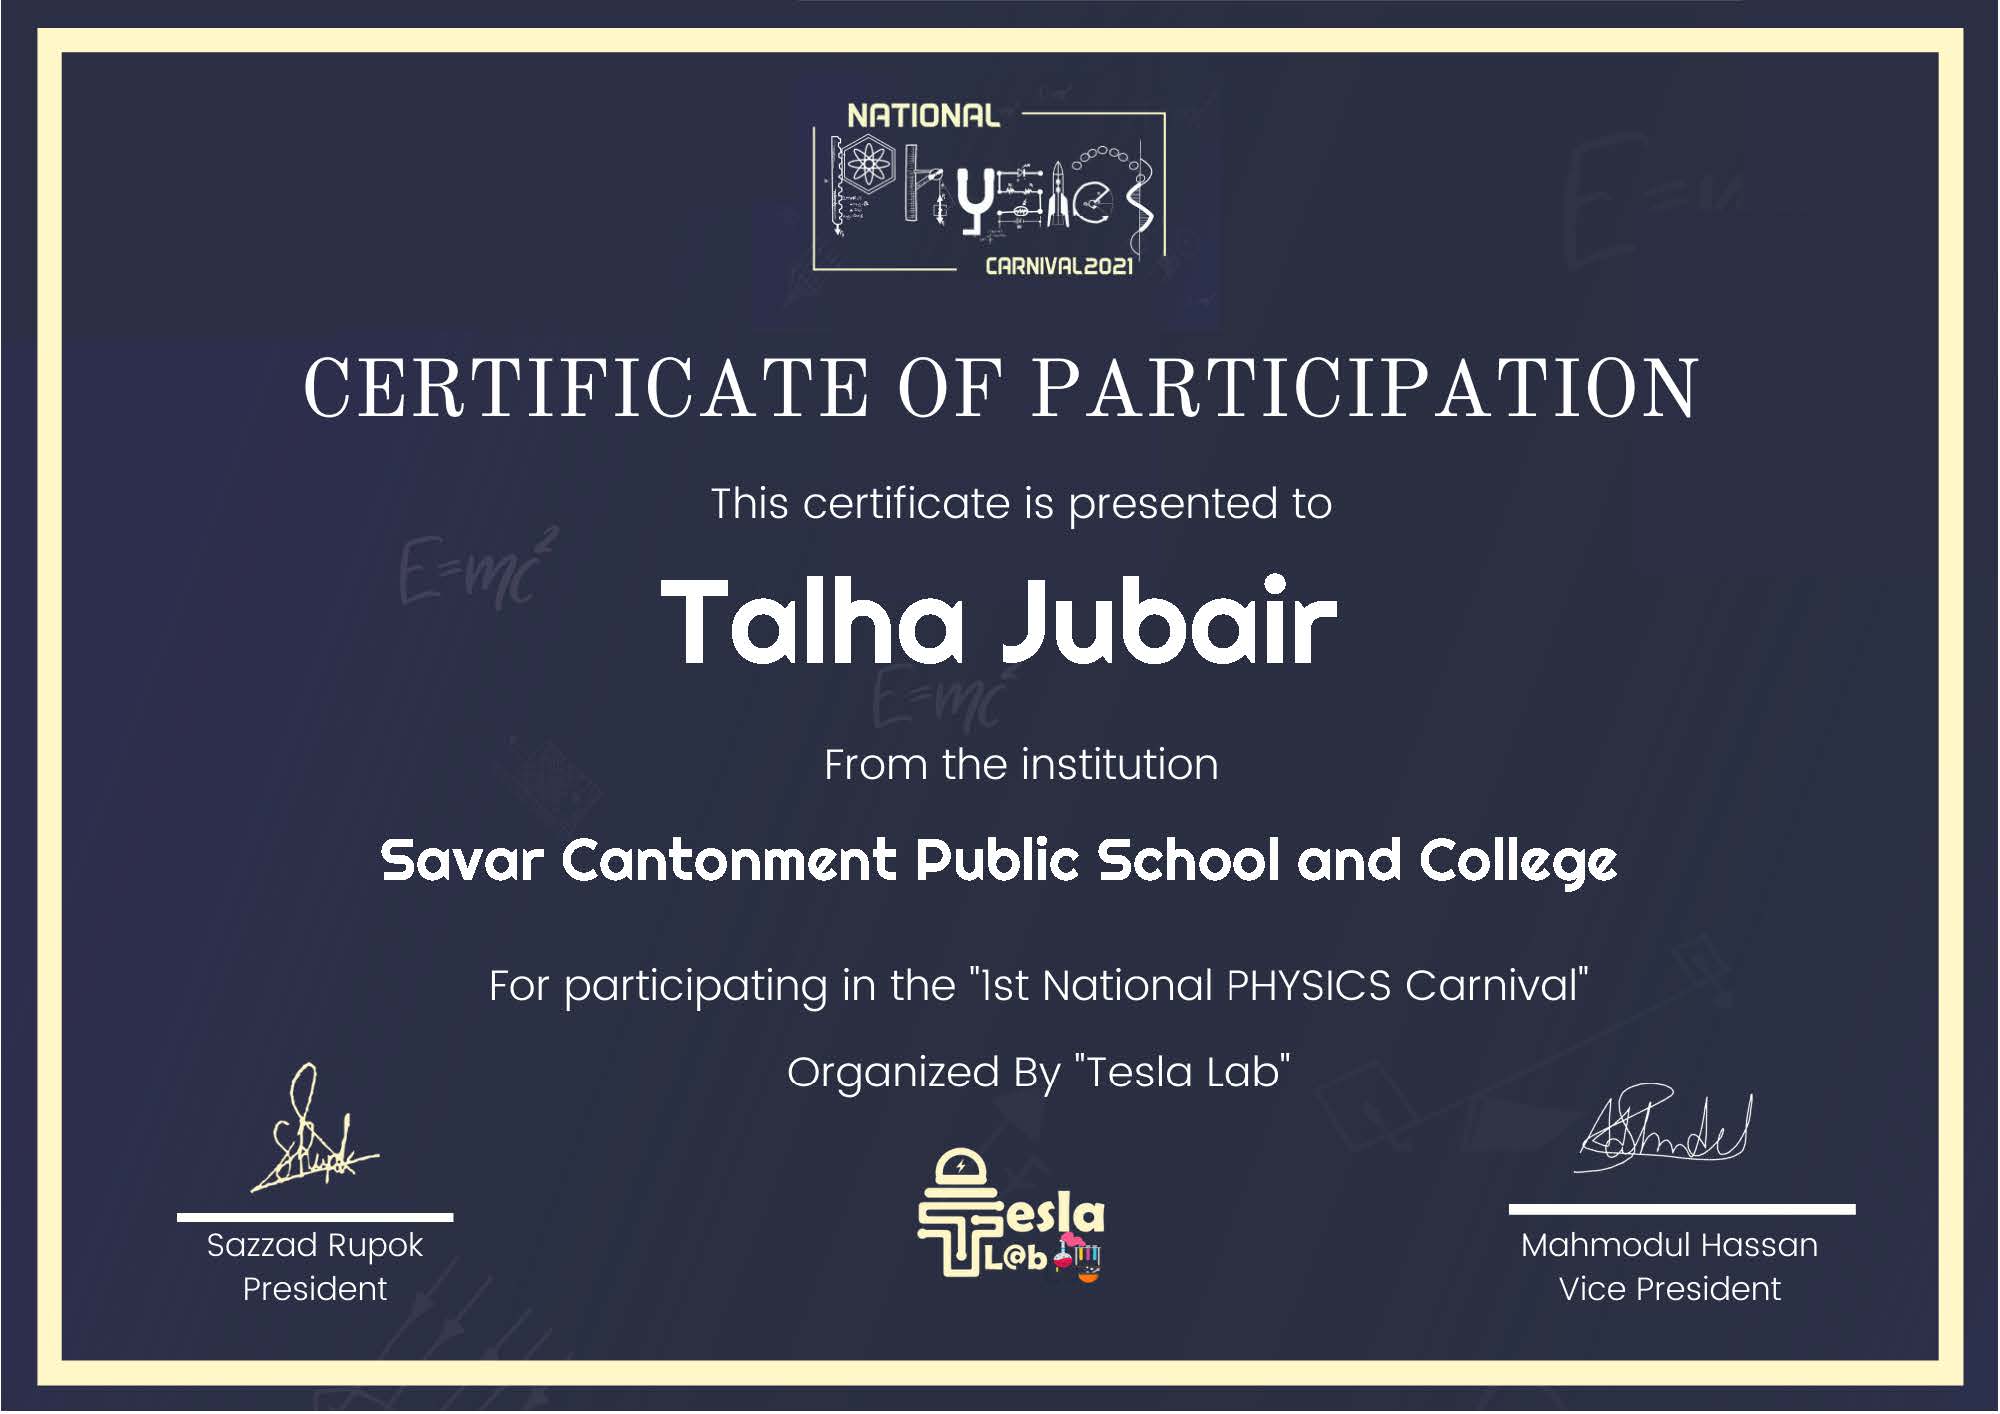 NATIONAL
Physics
CARNIVAL2021
CERTIFICATE OF PARTICIPATION
This certificate is presented to
E=mc²
Talha Jubair
E=mc²
From the institution
Savar Cantonment Public School and College
For participating in the "1st National PHYSICS Carnival"
Organized By "Tesla Lab"
Tesla
L@b
Sazzad Rupok
President
Mahmodul Hassan
Vice President